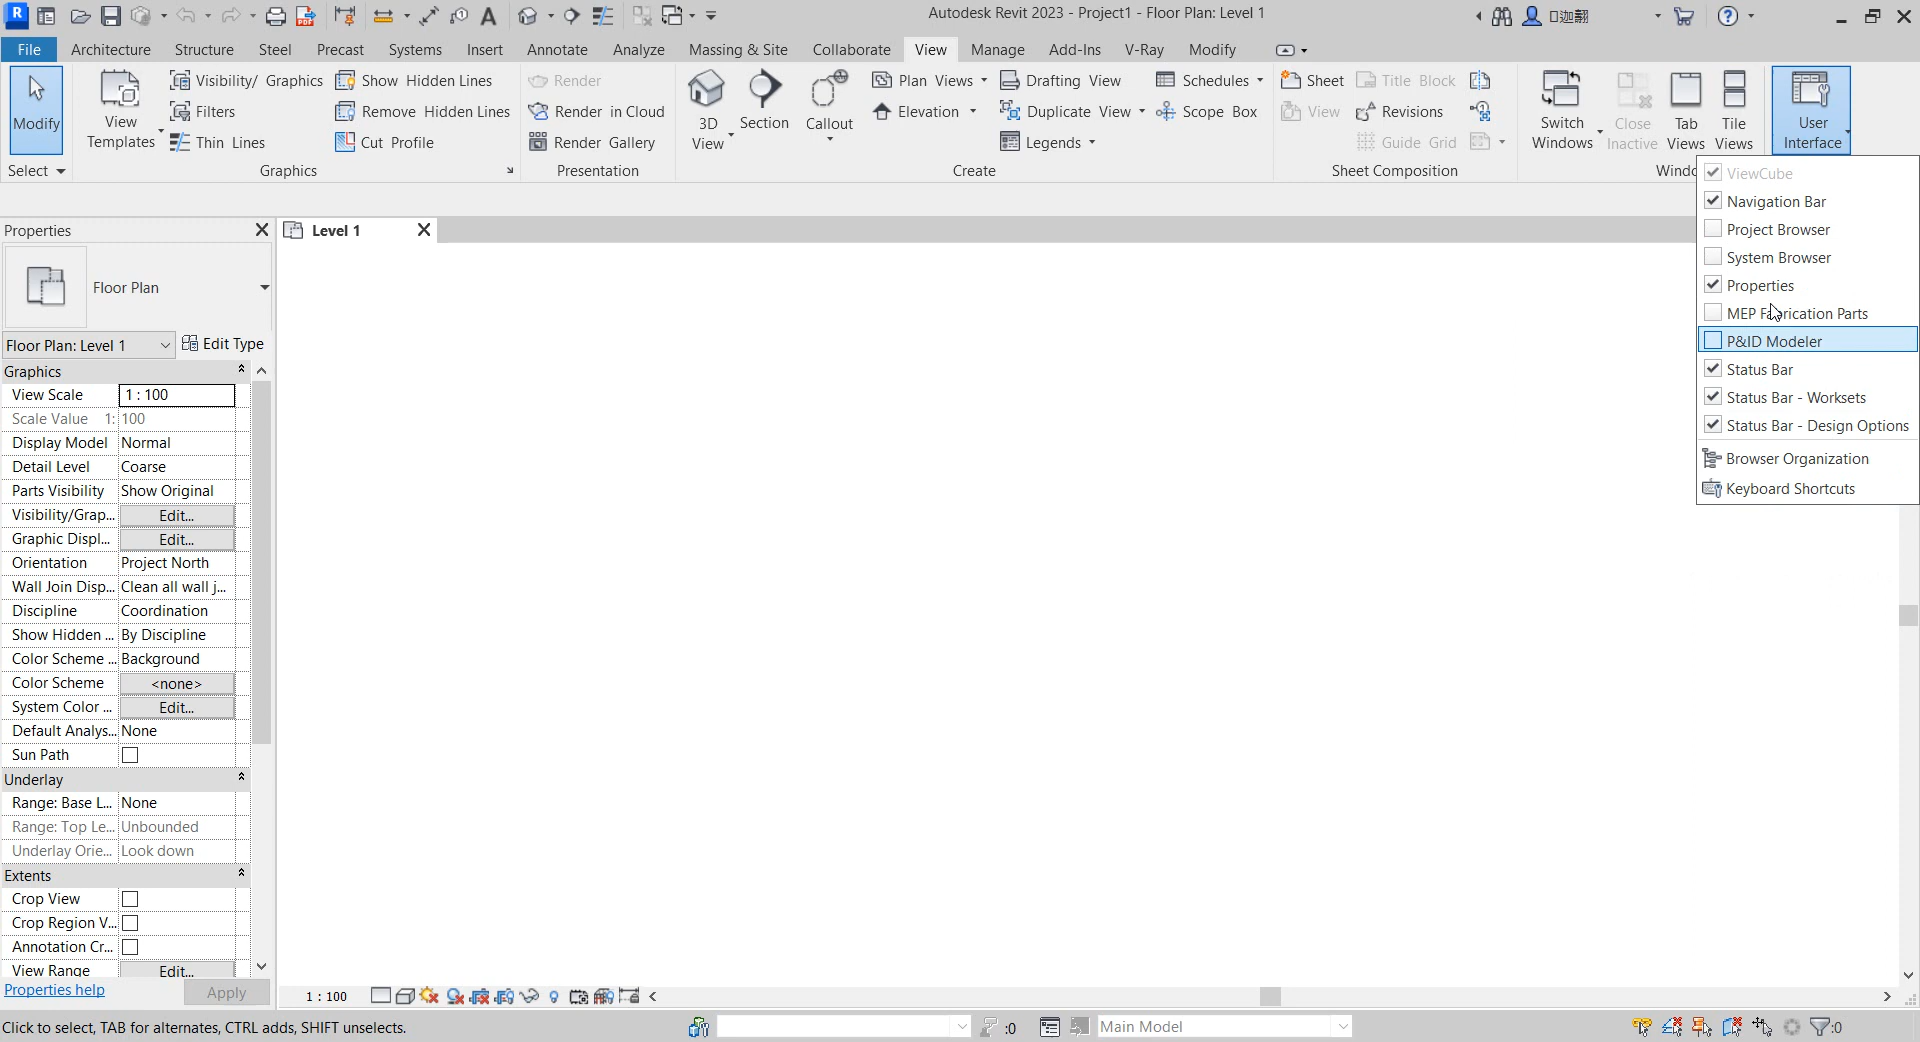 Autodesk Revit 2023 - Project1 - Floor Plan: Level 1
File Architecture Structure Steel Precast Systems Insert Annotate Analyze Massing & Site Collaborate View Manage Add-Ins V-Ray Modify
Modify
Select
View Templates
Visibility/ Graphics
Filters
Thin Lines
Show Hidden Lines
Remove Hidden Lines
Cut Profile
Graphics
Render
Render in Cloud
Render Gallery
Presentation
3D View
Section
Callout
Plan Views
Elevation
Drafting View
Duplicate View
Legends
Schedules
Scope Box
Create
Sheet
View
Title Block
Revisions
Guide Grid
Sheet Composition
Switch Windows
Close Inactive
Tab Views
Tile Views
User Interface
ViewCube
Navigation Bar
Project Browser
System Browser
Properties
MEP Fabrication Parts
P&ID Modeler
Status Bar
Status Bar - Worksets
Status Bar - Design Options
Browser Organization
Keyboard Shortcuts
Properties
Level 1
Floor Plan
Floor Plan: Level 1 Edit Type
Graphics
View Scale 1 : 100
Scale Value 1: 100
Display Model Normal
Detail Level Coarse
Parts Visibility Show Original
Visibility/Grap... Edit...
Graphic Displ... Edit...
Orientation Project North
Wall Join Disp... Clean all wall j...
Discipline Coordination
Show Hidden ... By Discipline
Color Scheme ... Background
Color Scheme <none>
System Color ... Edit...
Default Analys... None
Sun Path
Underlay
Range: Base L... None
Range: Top Le... Unbounded
Underlay Orie... Look down
Extents
Crop View
Crop Region V...
Annotation Cr...
View Range Edit...
Properties help Apply
1 : 100
Click to select, TAB for alternates, CTRL adds, SHIFT unselects.
:0
Main Model
:0